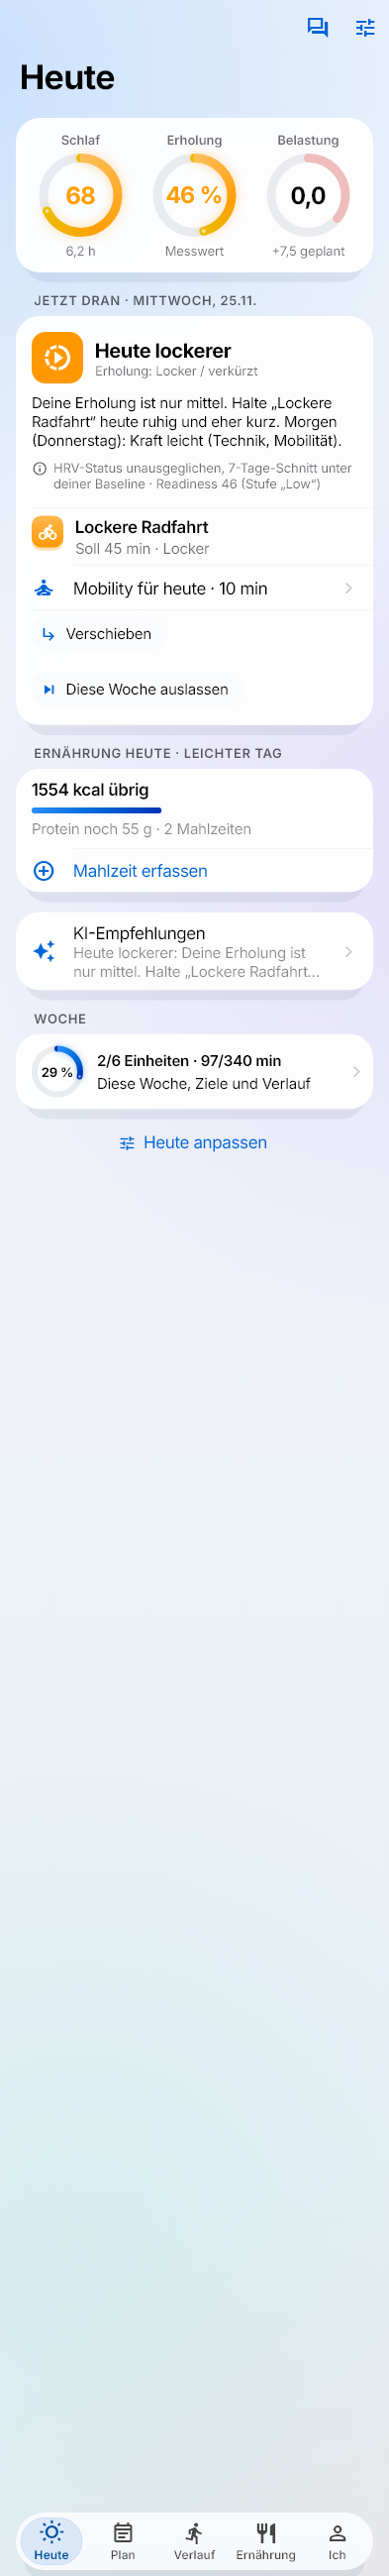 Heute
Schlaf
Erholung
Belastung
68
46 %
0,0
6,2 h
Messwert
+7,5 geplant
JETZT DRAN · MITTWOCH, 25.11.
Heute lockerer
Erholung: Locker / verkürzt
Deine Erholung ist nur mittel. Halte „Lockere
Radfahrt“ heute ruhig und eher kurz. Morgen
(Donnerstag): Kraft leicht (Technik, Mobilität).
HRV-Status unausgeglichen, 7-Tage-Schnitt unter
deiner Baseline · Readiness 46 (Stufe „Low“)
Lockere Radfahrt
Soll 45 min · Locker
Mobility für heute · 10 min
Verschieben
Diese Woche auslassen
ERNÄHRUNG HEUTE · LEICHTER TAG
1554 kcal übrig
Protein noch 55 g · 2 Mahlzeiten
Mahlzeit erfassen
KI-Empfehlungen
Heute lockerer: Deine Erholung ist
nur mittel. Halte „Lockere Radfahrt...
WOCHE
29 %
2/6 Einheiten · 97/340 min
Diese Woche, Ziele und Verlauf
Heute anpassen
Heute
Plan
Verlauf
Ernährung
Ich